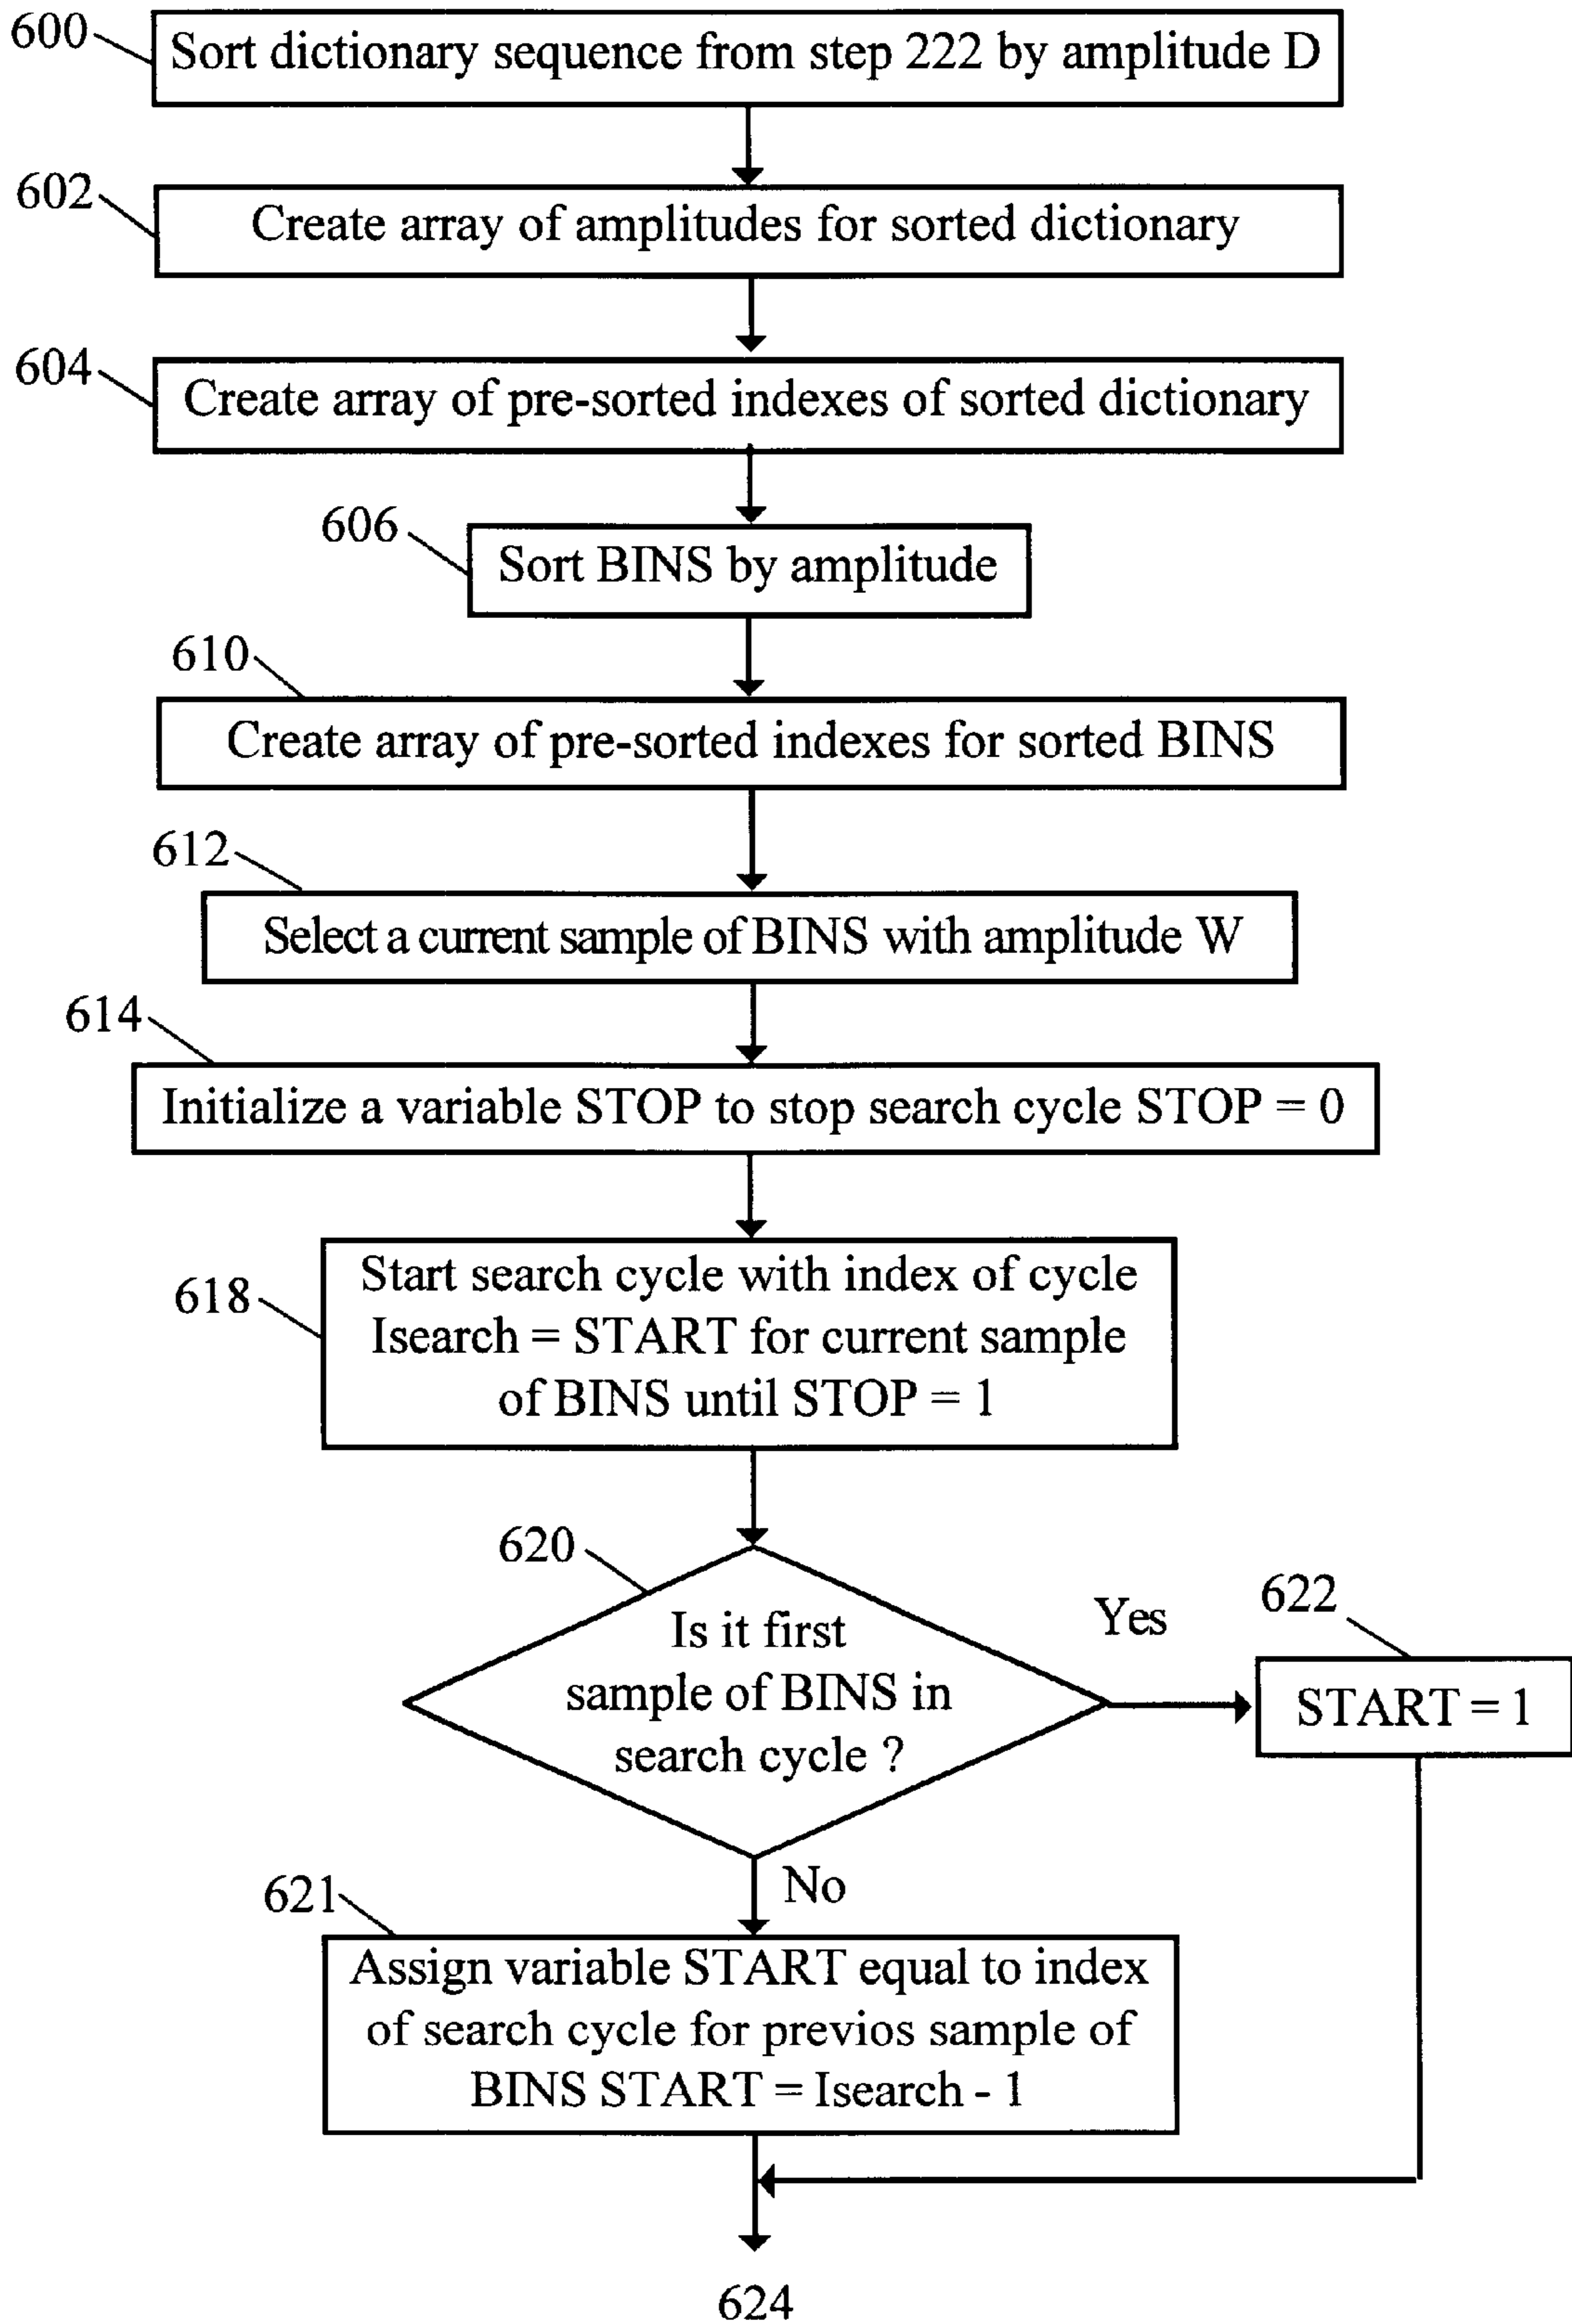 600
Sort dictionary sequence from step 222 by amplitude D
602
Create array of amplitudes for sorted dictionary
604
Create array of pre-sorted indexes of sorted dictionary
606
Sort BINS by amplitude
610
Create array of pre-sorted indexes for sorted BINS
612
Select a current sample of BINS with amplitude W
614
Initialize a variable STOP to stop search cycle STOP = 0
618
Start search cycle with index of cycle
Isearch = START for current sample
of BINS until STOP = 1
620
Is it first
sample of BINS in
search cycle ?
Yes
622
START = 1
No
621
Assign variable START equal to index
of search cycle for previos sample of
BINS START = Isearch - 1
624